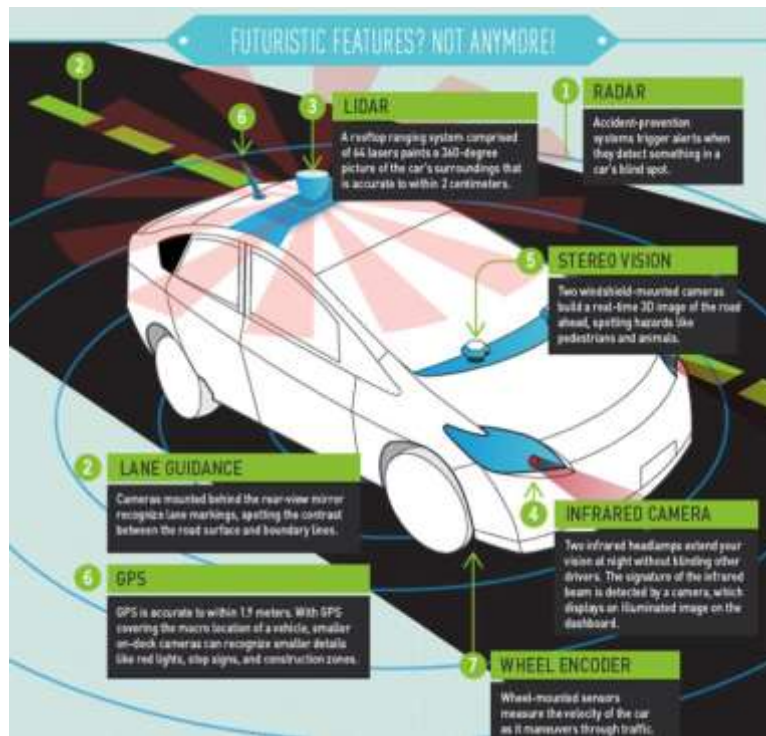 FUTURISTIC FEATURES? NOT ANYMORE!
1
RADAR
Accident-prevention
systems trigger alerts when
they detect something in a
car's blind spot.
2
6
3
LIDAR
A rooftop ranging system comprised
of 64 lasers paints a 360-degree
picture of the car's surroundings that
is accurate to within 2 centimeters.
5
STEREO VISION
Two windshield-mounted cameras
build a real-time 3D image of the road
ahead, spotting hazards like
pedestrians and animals.
2
LANE GUIDANCE
Cameras mounted behind the rear-view mirror
recognize lane markings, spotting the contrast
between the road surface and boundary lines.
4
INFRARED CAMERA
Two infrared headlamps extend your
vision at night without blinding other
drivers. The signature of the infrared
beam is detected by a camera, which
displays an illuminated image on the
dashboard.
6
GPS
GPS is accurate to within 1.9 meters. With GPS
covering the macro location of a vehicle, smaller
on-deck cameras can recognize smaller details
like red lights, stop signs, and construction zones.
7
WHEEL ENCODER
Wheel-mounted sensors
measure the velocity of the car
as it maneuvers through traffic.